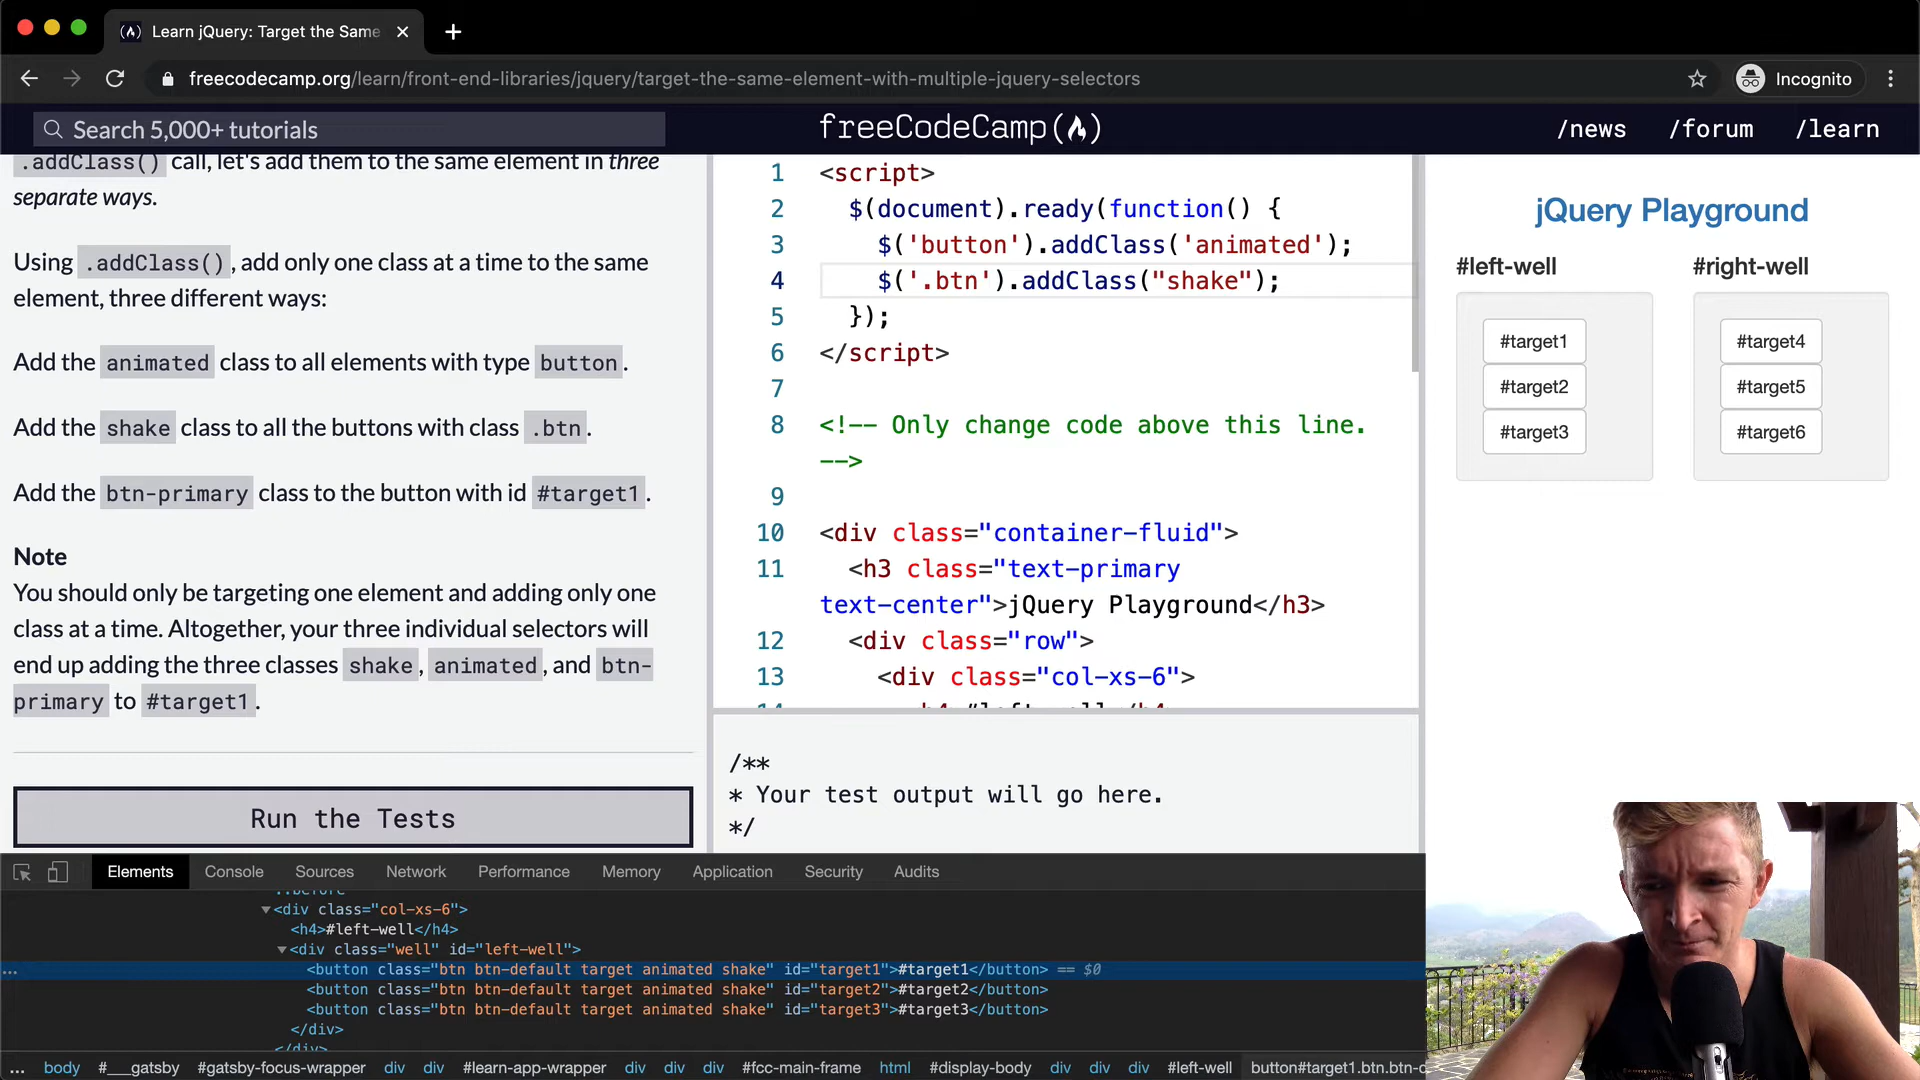 Learn jQuery: Target the Same
freecodecamp.org/learn/front-end-libraries/jquery/target-the-same-element-with-multiple-jquery-selectors
Incognito
Search 5,000+ tutorials
freeCodeCamp
/news /forum /learn
.addClass() call, let's add them to the same element in three
separate ways.
Using .addClass(), add only one class at a time to the same
element, three different ways:
Add the animated class to all elements with type button.
Add the shake class to all the buttons with class .btn.
Add the btn-primary class to the button with id #target1.
Note
You should only be targeting one element and adding only one
class at a time. Altogether, your three individual selectors will
end up adding the three classes shake, animated, and btn-
primary to #target1.
Run the Tests
1 <script>
2 $(document).ready(function() {
3 $('button').addClass('animated');
4 $('.btn').addClass("shake");
5 });
6 </script>
7
8 <!-- Only change code above this line.
-->
9
10 <div class="container-fluid">
11 <h3 class="text-primary
text-center">jQuery Playground</h3>
12 <div class="row">
13 <div class="col-xs-6">
/**
* Your test output will go here.
*/
jQuery Playground
#left-well
#target1
#target2
#target3
#right-well
#target4
#target5
#target6
Elements Console Sources Network Performance Memory Application Security Audits
::before
<div class="col-xs-6">
<h4>#left-well</h4>
<div class="well" id="left-well">
... <button class="btn btn-default target animated shake" id="target1">#target1</button> == $0
<button class="btn btn-default target animated shake" id="target2">#target2</button>
<button class="btn btn-default target animated shake" id="target3">#target3</button>
</div>
</div>
... body #___gatsby #gatsby-focus-wrapper div div #learn-app-wrapper div div div #fcc-main-frame html #display-body div div div #left-well button#target1.btn.btn-d